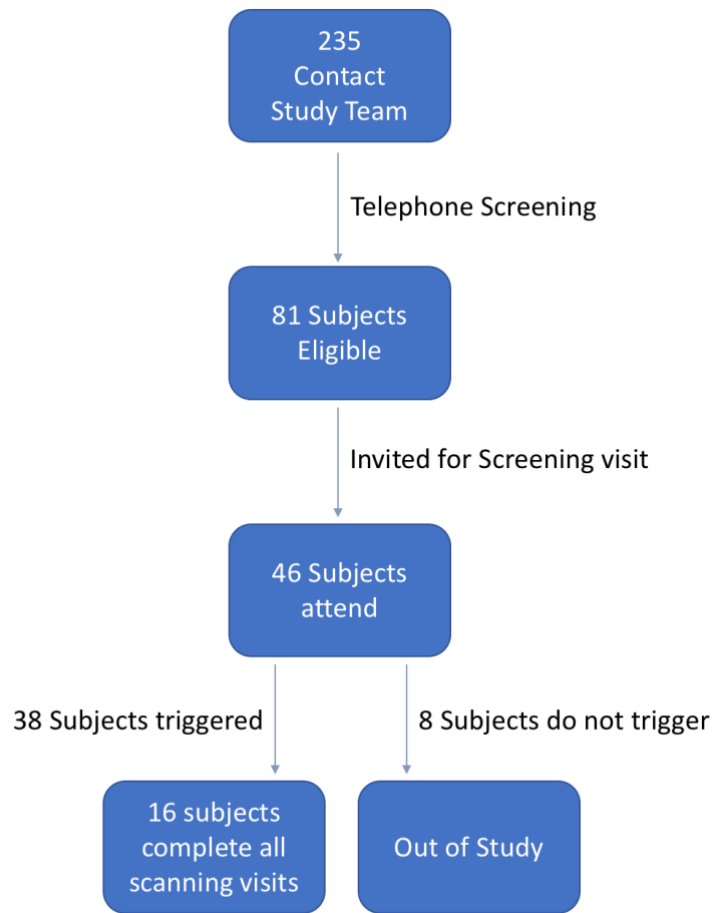 235
Contact
Study Team
Telephone Screening
81 Subjects
Eligible
Invited for Screening visit
46 Subjects
attend
38 Subjects triggered
8 Subjects do not trigger
16 subjects
complete all
scanning visits
Out of Study